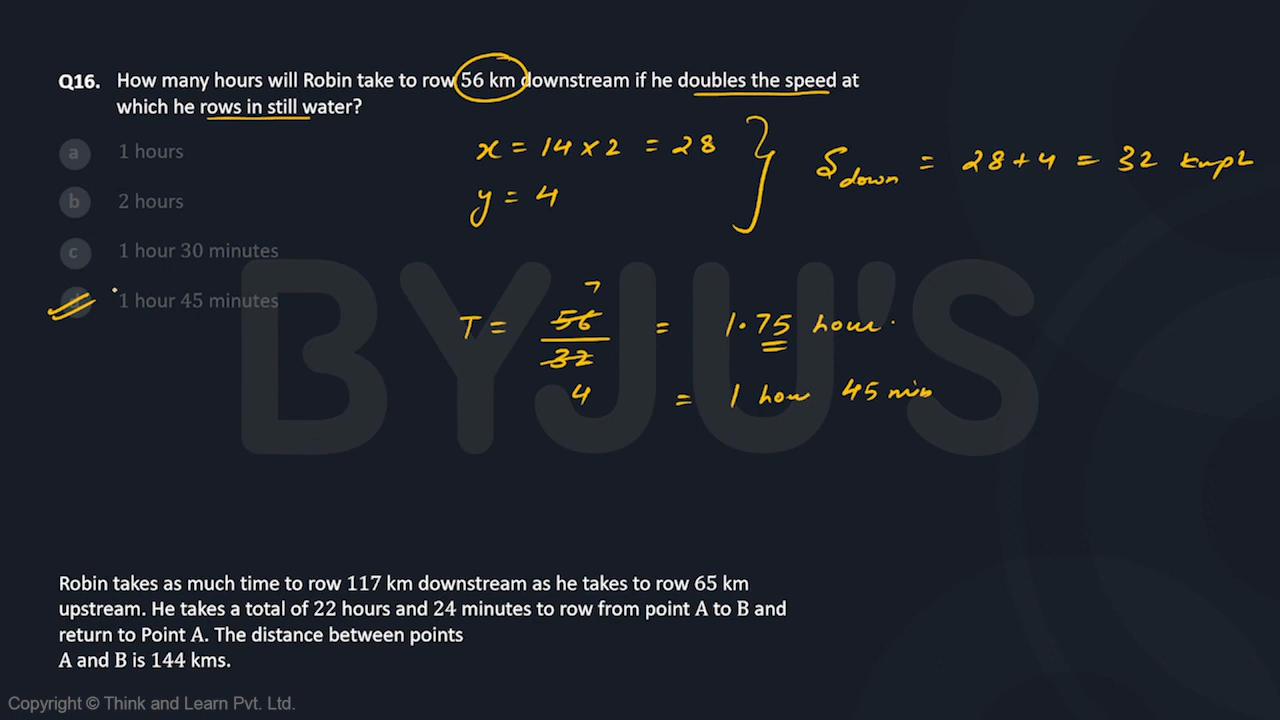 Q16. How many hours will Robin take to row 56 km downstream if he doubles the speed at
which he rows in still water?
a 1 hours
b 2 hours
c 1 hour 30 minutes
d 1 hour 45 minutes
x = 14 x 2 = 28
y = 4
S down = 28 + 4 = 32 kmph
7
T = 56 / 32 = 1.75 hour.
4 = 1 hour 45 min
BYJU'S
Robin takes as much time to row 117 km downstream as he takes to row 65 km
upstream. He takes a total of 22 hours and 24 minutes to row from point A to B and
return to Point A. The distance between points
A and B is 144 kms.
Copyright © Think and Learn Pvt. Ltd.